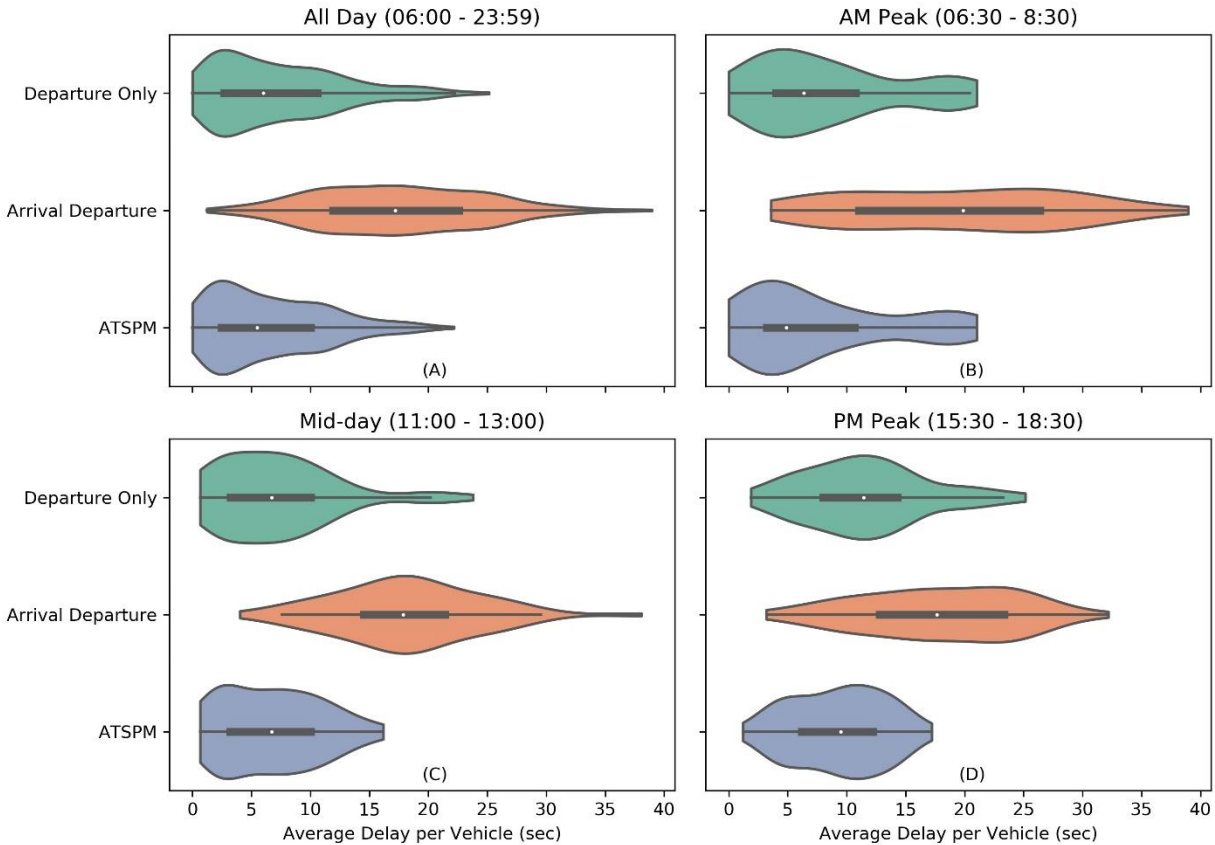 All Day (06:00 - 23:59)
Departure Only
Arrival Departure
ATSPM
(A)
AM Peak (06:30 - 8:30)
(B)
Mid-day (11:00 - 13:00)
Departure Only
Arrival Departure
ATSPM
(C)
0 5 10 15 20 25 30 35 40
Average Delay per Vehicle (sec)
PM Peak (15:30 - 18:30)
(D)
0 5 10 15 20 25 30 35 40
Average Delay per Vehicle (sec)